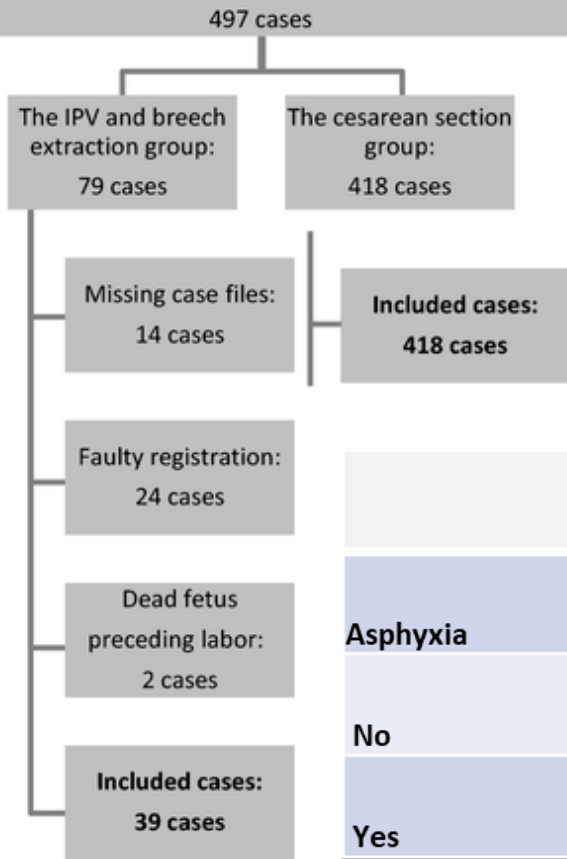 497 cases
The IPV and breech
extraction group:
79 cases
The cesarean section
group:
418 cases
Missing case files:
14 cases
Included cases:
418 cases
Faulty registration:
24 cases
Dead fetus
preceding labor:
2 cases
Included cases:
39 cases
Asphyxia
No
Yes